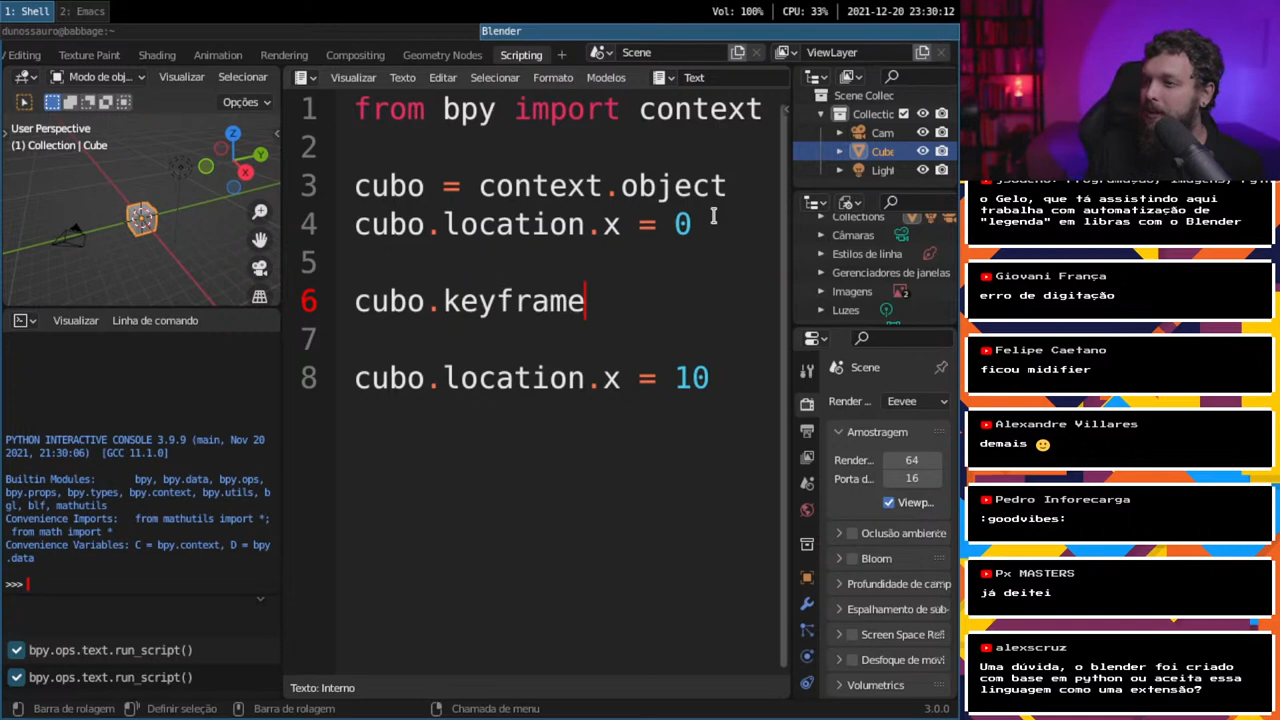 1: Shell 2: Emacs Vol: 100% CPU: 33% 2021-12-20 23:30:12
dunossauro@babbage:~ Blender
Editing Texture Paint Shading Animation Rendering Compositing Geometry Nodes Scripting + Scene ViewLayer
Modo de obj... Visualizar Selecionar
Opções
User Perspective
(1) Collection | Cube
Z
Y
X
Visualizar Linha de comando
PYTHON INTERACTIVE CONSOLE 3.9.9 (main, Nov 20
2021, 21:30:06) [GCC 11.1.0]
Builtin Modules: bpy, bpy.data, bpy.ops,
bpy.props, bpy.types, bpy.context, bpy.utils, b
gl, blf, mathutils
Convenience Imports: from mathutils import *;
from math import *
Convenience Variables: C = bpy.context, D = bpy
.data
>>>
bpy.ops.text.run_script()
bpy.ops.text.run_script()
Visualizar Texto Editar Selecionar Formato Modelos Text
1 from bpy import context
2
3 cubo = context.object
4 cubo.location.x = 0
5
6 cubo.keyframe
7
8 cubo.location.x = 10
Texto: Interno
Scene Collec
Collectic
Cam
Cube
Light
Collections
Câmaras
Estilos de linha
Gerenciadores de janelas
Imagens 2
Luzes
Scene
Render... Eevee
Amostragem
Render... 64
Porta d... 16
Viewp...
Oclusão ambiente
Bloom
Profundidade de camp
Espalhamento de sub-
Screen Space Refl
Desfoque de movi
Volumetrics
Barra de rolagem Definir seleção Barra de rolagem Chamada de menu 3.0.0
o Gelo, que tá assistindo aqui
trabalha com automatização de
"legenda" em libras com o Blender
Giovani França
erro de digitação
Felipe Caetano
ficou midifier
Alexandre Villares
demais 🙂
Pedro Inforecarga
:goodvibes:
Px MASTERS
já deitei
alexscruz
Uma dúvida, o blender foi criado
com base em python ou aceita essa
linguagem como uma extensão?